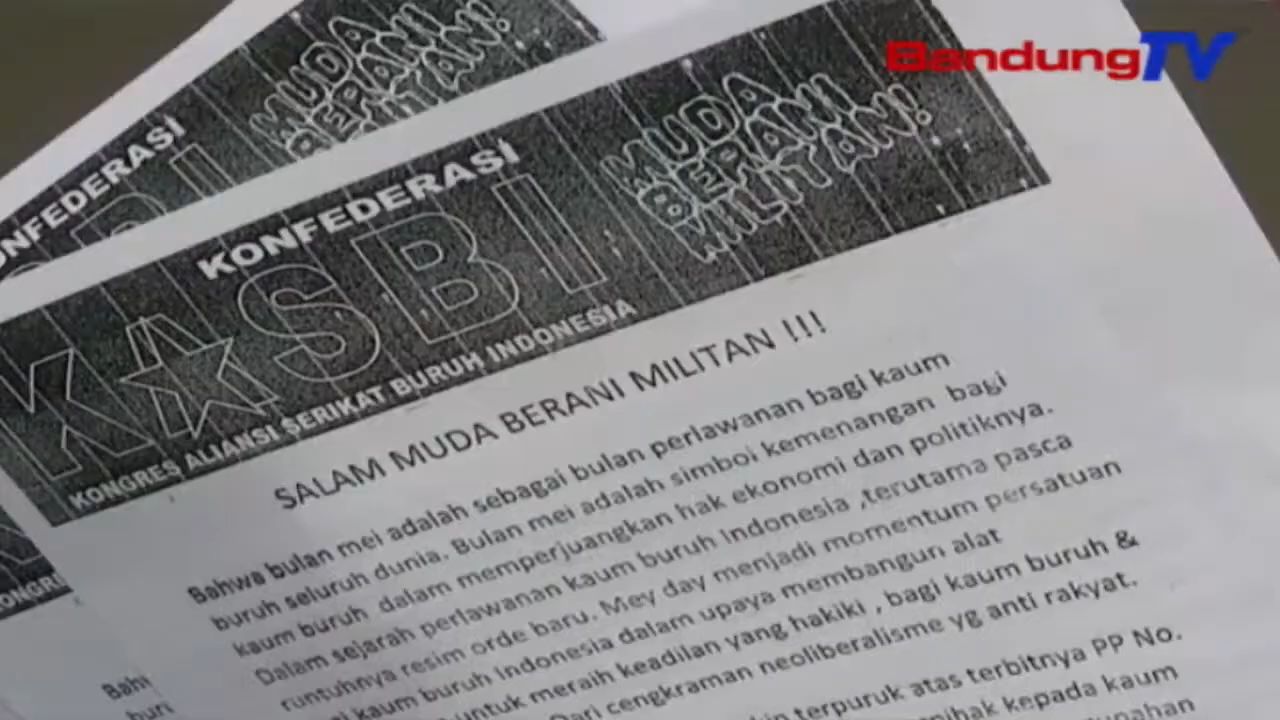 BandungTV
KONFEDERASI
MUDA
BERANI
MILITAN!
KONFEDERASI
KASBI
KONGRES ALIANSI SERIKAT BURUH INDONESIA
MUDA
BERANI
MILITAN!
SALAM MUDA BERANI MILITAN !!!
Bahwa bulan mei adalah sebagai bulan perlawanan bagi kaum
buruh seluruh dunia. Bulan mei adalah simbol kemenangan bagi
kaum buruh dalam memperjuangkan hak ekonomi dan politiknya.
Dalam sejarah perlawanan kaum buruh Indonesia ,terutama pasca
runtuhnya resim orde baru. Mey day menjadi momentum persatuan
kaum buruh Indonesia dalam upaya membangun alat
untuk meraih keadilan yang hakiki , bagi kaum buruh &
Dari cengkraman neoliberalisme yg anti rakyat.
terpuruk atas terbitnya PP No.
kepada kaum